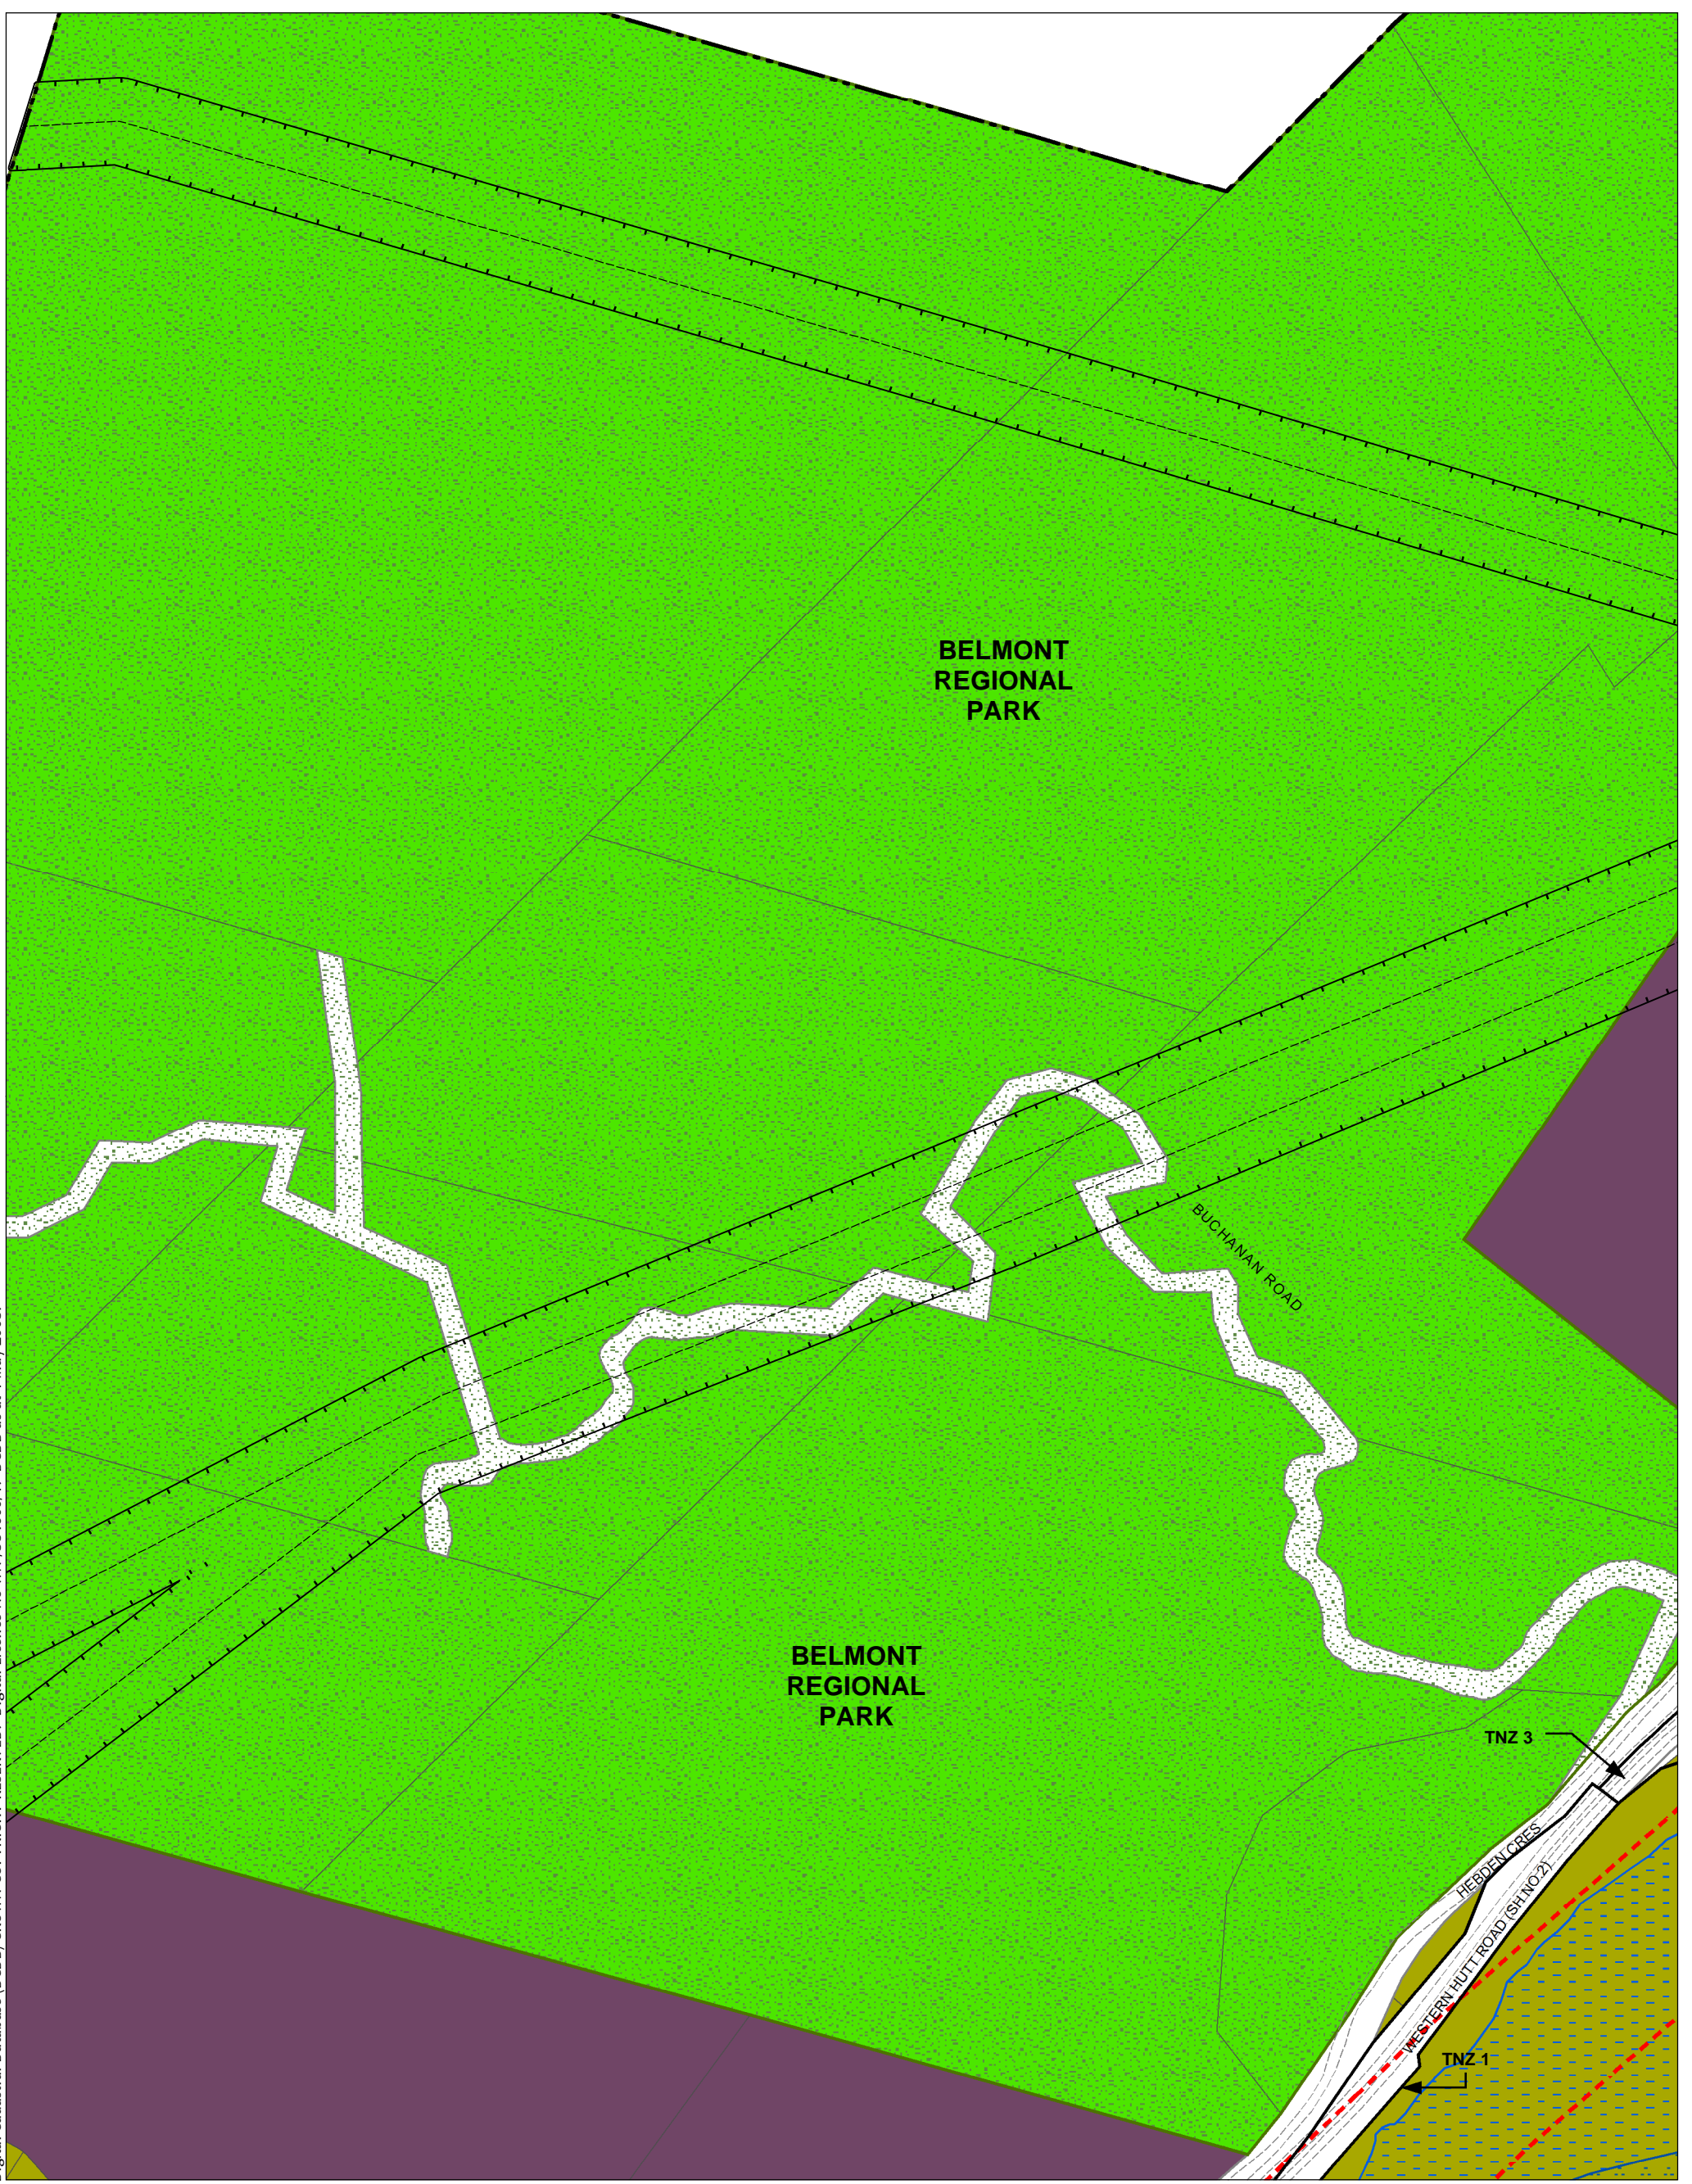 BELMONT
REGIONAL
PARK
BUCHANAN ROAD
BELMONT
REGIONAL
PARK
TNZ 3
HEBDEN CRES
WESTERN HUTT ROAD (SH.NO.2)
TNZ 1